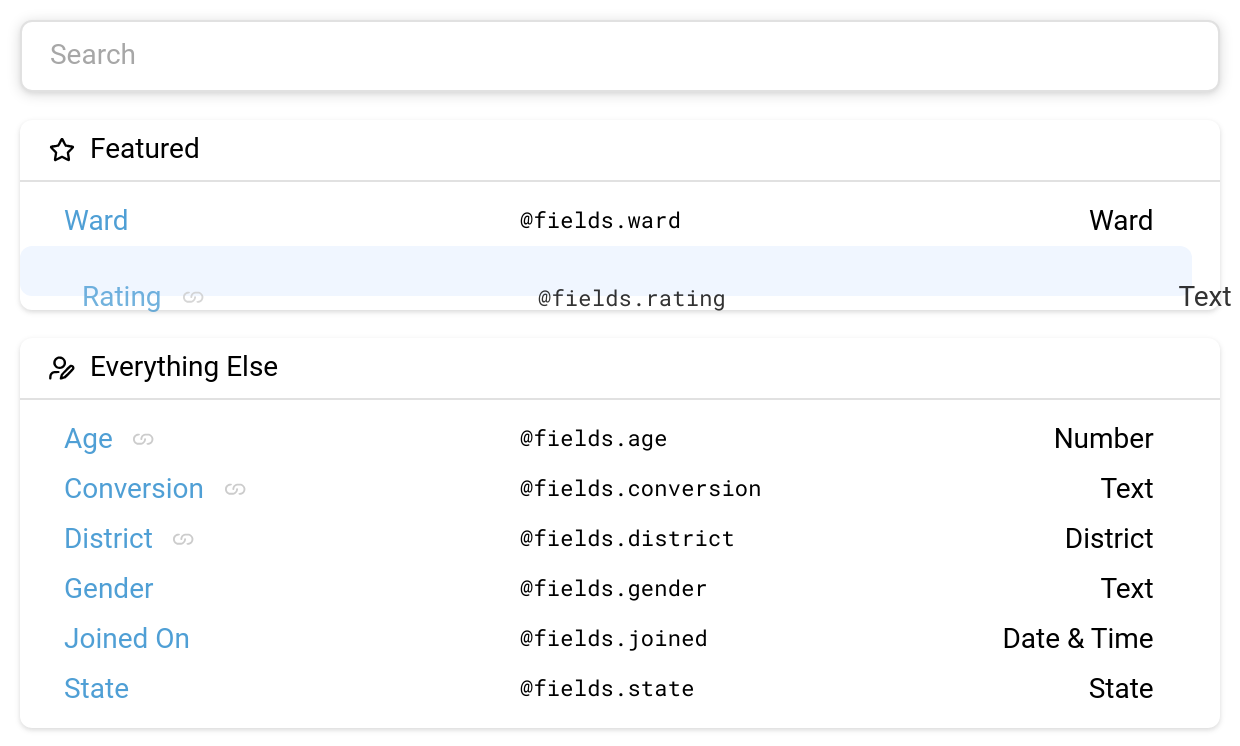 Search
Featured
Ward @fields.ward Ward
Rating @fields.rating Text
Everything Else
Age @fields.age Number
Conversion @fields.conversion Text
District @fields.district District
Gender @fields.gender Text
Joined On @fields.joined Date & Time
State @fields.state State